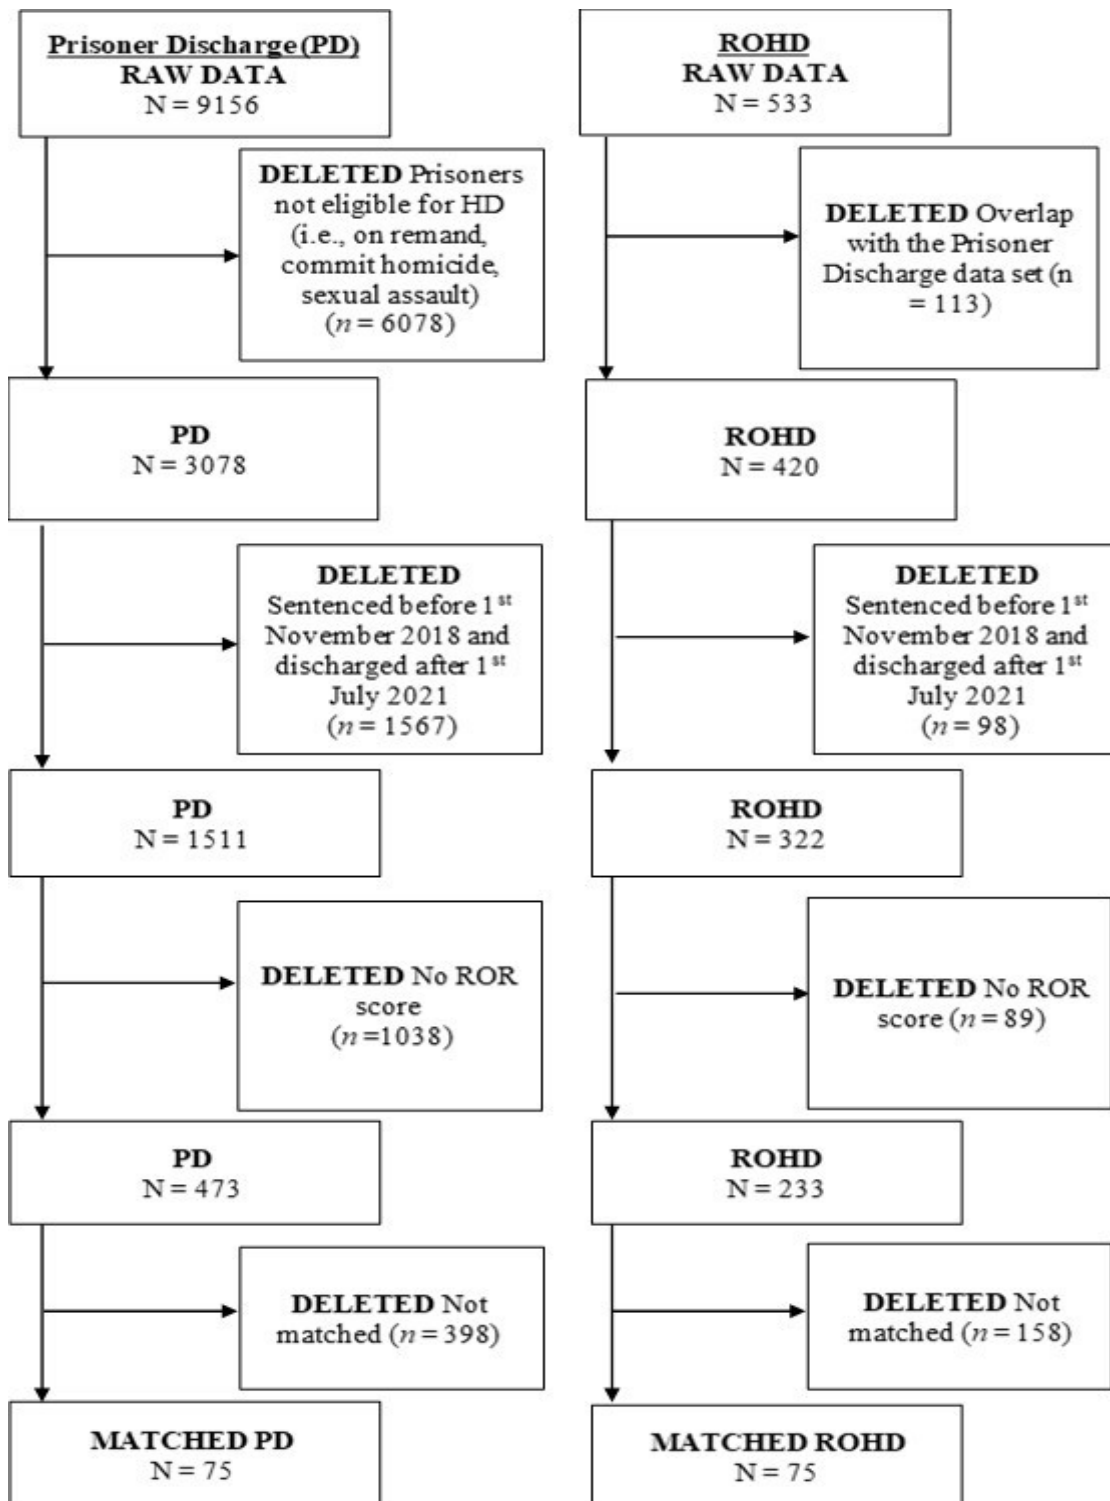 Prisoner Discharge (PD)
RAW DATA
N = 9156
ROHD
RAW DATA
N = 533
DELETED Prisoners
not eligible for HD
(i.e., on remand,
commit homicide,
sexual assault)
(n = 6078)
DELETED Overlap
with the Prisoner
Discharge data set (n
= 113)
PD
N = 3078
ROHD
N = 420
DELETED
Sentenced before 1st
November 2018 and
discharged after 1st
July 2021
(n = 1567)
DELETED
Sentenced before 1st
November 2018 and
discharged after 1st
July 2021
(n = 98)
PD
N = 1511
ROHD
N = 322
DELETED No ROR
score
(n =1038)
DELETED No ROR
score (n = 89)
PD
N = 473
ROHD
N = 233
DELETED Not
matched (n = 398)
DELETED Not
matched (n = 158)
MATCHED PD
N = 75
MATCHED ROHD
N = 75